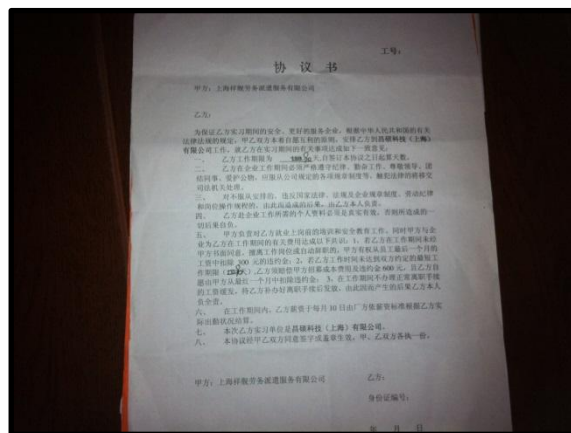 工号：
协 议 书
甲方：上海祥靓劳务派遣服务有限公司
乙方：
为保证乙方实习期间的安全、更好的服务企业，根据中华人民共和国的有关
法律法规的规定，甲乙双方本着自愿互利的原则，安排乙方到昌硕科技（上海）
有限公司工作，就乙方在实习期间的有关事项达成如下一致意见：
一、 乙方工作期限为 天,自签订本协议之日起算天数。
二、 乙方在企业工作期间必须严格遵守纪律、勤奋工作、尊敬领导、团
结同事、爱护公物，应服从公司规定的各项规章制度等。触犯法律的将移交
司法机关处理。
三、 对不服从安排的、违反国家法律、法规及企业规章制度、劳动纪律
和岗位操作规程的，由此而造成的后果，由乙方本人负责。
四、 乙方赴企业工作所需的个人资料必须是真实有效，否则所造成的一
切后果自负。
五、 甲方负责对乙方就业上岗前的培训和安全教育工作。同时甲方与企
业为乙方在工作期间的有关费用达成以下共识：1、若乙方在工作期间未经
甲方书面同意，擅离工作岗位或自动辞职的，甲方有权从员工最后一个月的
工资中扣除 00 元的违约金；2、若乙方工作时间未达到双方约定的最短工
作期限（ 天），乙方须赔偿甲方招募成本费用及违约金 600 元，且乙方自
愿由甲方从最后一个月中扣除违约金； 3、在工作期间不办理正常离职手续
的工资缓发，待乙方补办好离职手续后发放，由此而产生的后果乙方本人
负全责。
六、 在工作期间内，乙方薪资于每月 10 日由厂方依薪资标准根据乙方实
际出勤状况结算。
七、 本次乙方实习单位是昌硕科技（上海）有限公司。
八、 本协议经甲乙双方同意签字或盖章生效，甲、乙双方各执一份。
甲方：上海祥靓劳务派遣服务有限公司
乙方：
身份证编号：
年 月 日